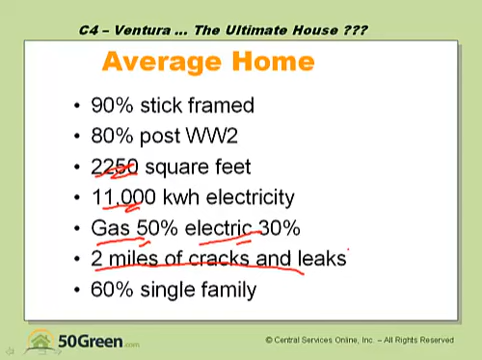 C4 – Ventura ... The Ultimate House ???
Average Home
• 90% stick framed
• 80% post WW2
• 2250 square feet
• 11,000 kwh electricity
• Gas 50% electric 30%
• 2 miles of cracks and leaks
• 60% single family
50Green.com
© Central Services Online, Inc. – All Rights Reserved